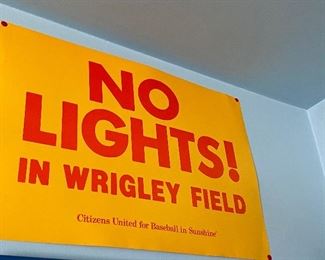 NO
LIGHTS!
IN WRIGLEY FIELD
Citizens United for Baseball in Sunshine